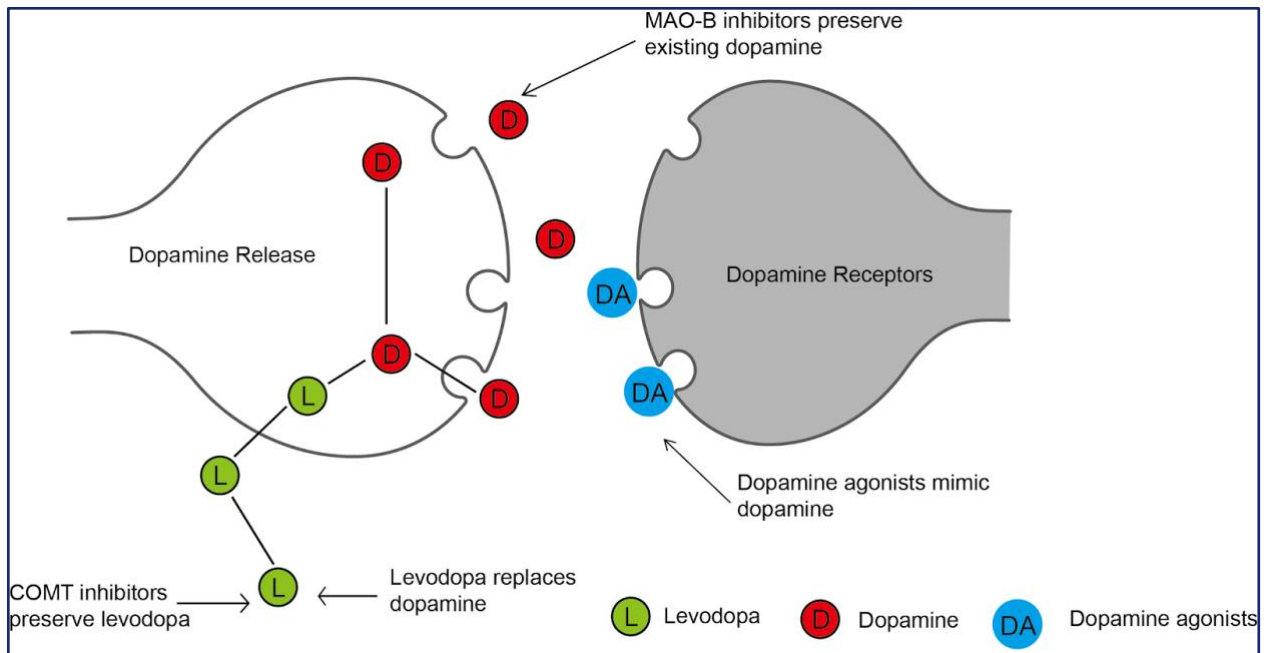 MAO-B inhibitors preserve
existing dopamine
D
D
Dopamine Release
D
Dopamine Receptors
DA
D
L
D
DA
L
Dopamine agonists mimic
dopamine
L
COMT inhibitors
preserve levodopa
Levodopa replaces
dopamine
L Levodopa
D Dopamine
DA Dopamine agonists